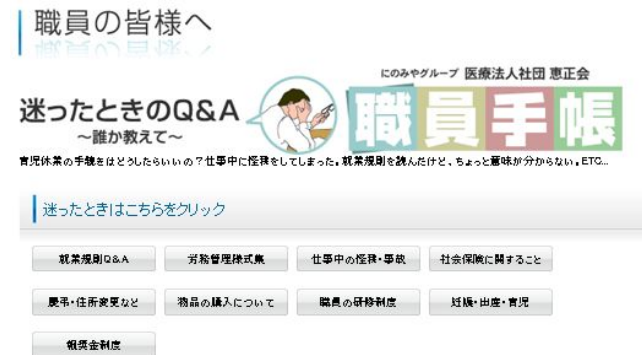 職員の皆様へ
にのみやグループ 医療法人社団 恵正会
迷ったときのQ&A
～誰か教えて～
職員手帳
育児休業の手続きはどうしたらいいの？仕事中に怪我をしてしまった。就業規則を読んだけど、ちょっと意味が分からない。ETC...
迷ったときはこちらをクリック
就業規則Q&A 労務管理様式集 仕事中の怪我・事故 社会保険に関すること
慶弔・住所変更など 物品の購入について 職員の研修制度 妊娠・出産・育児
報奨金制度